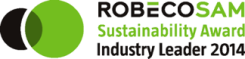 ROBECOSAM
Sustainability Award
Industry Leader 2014